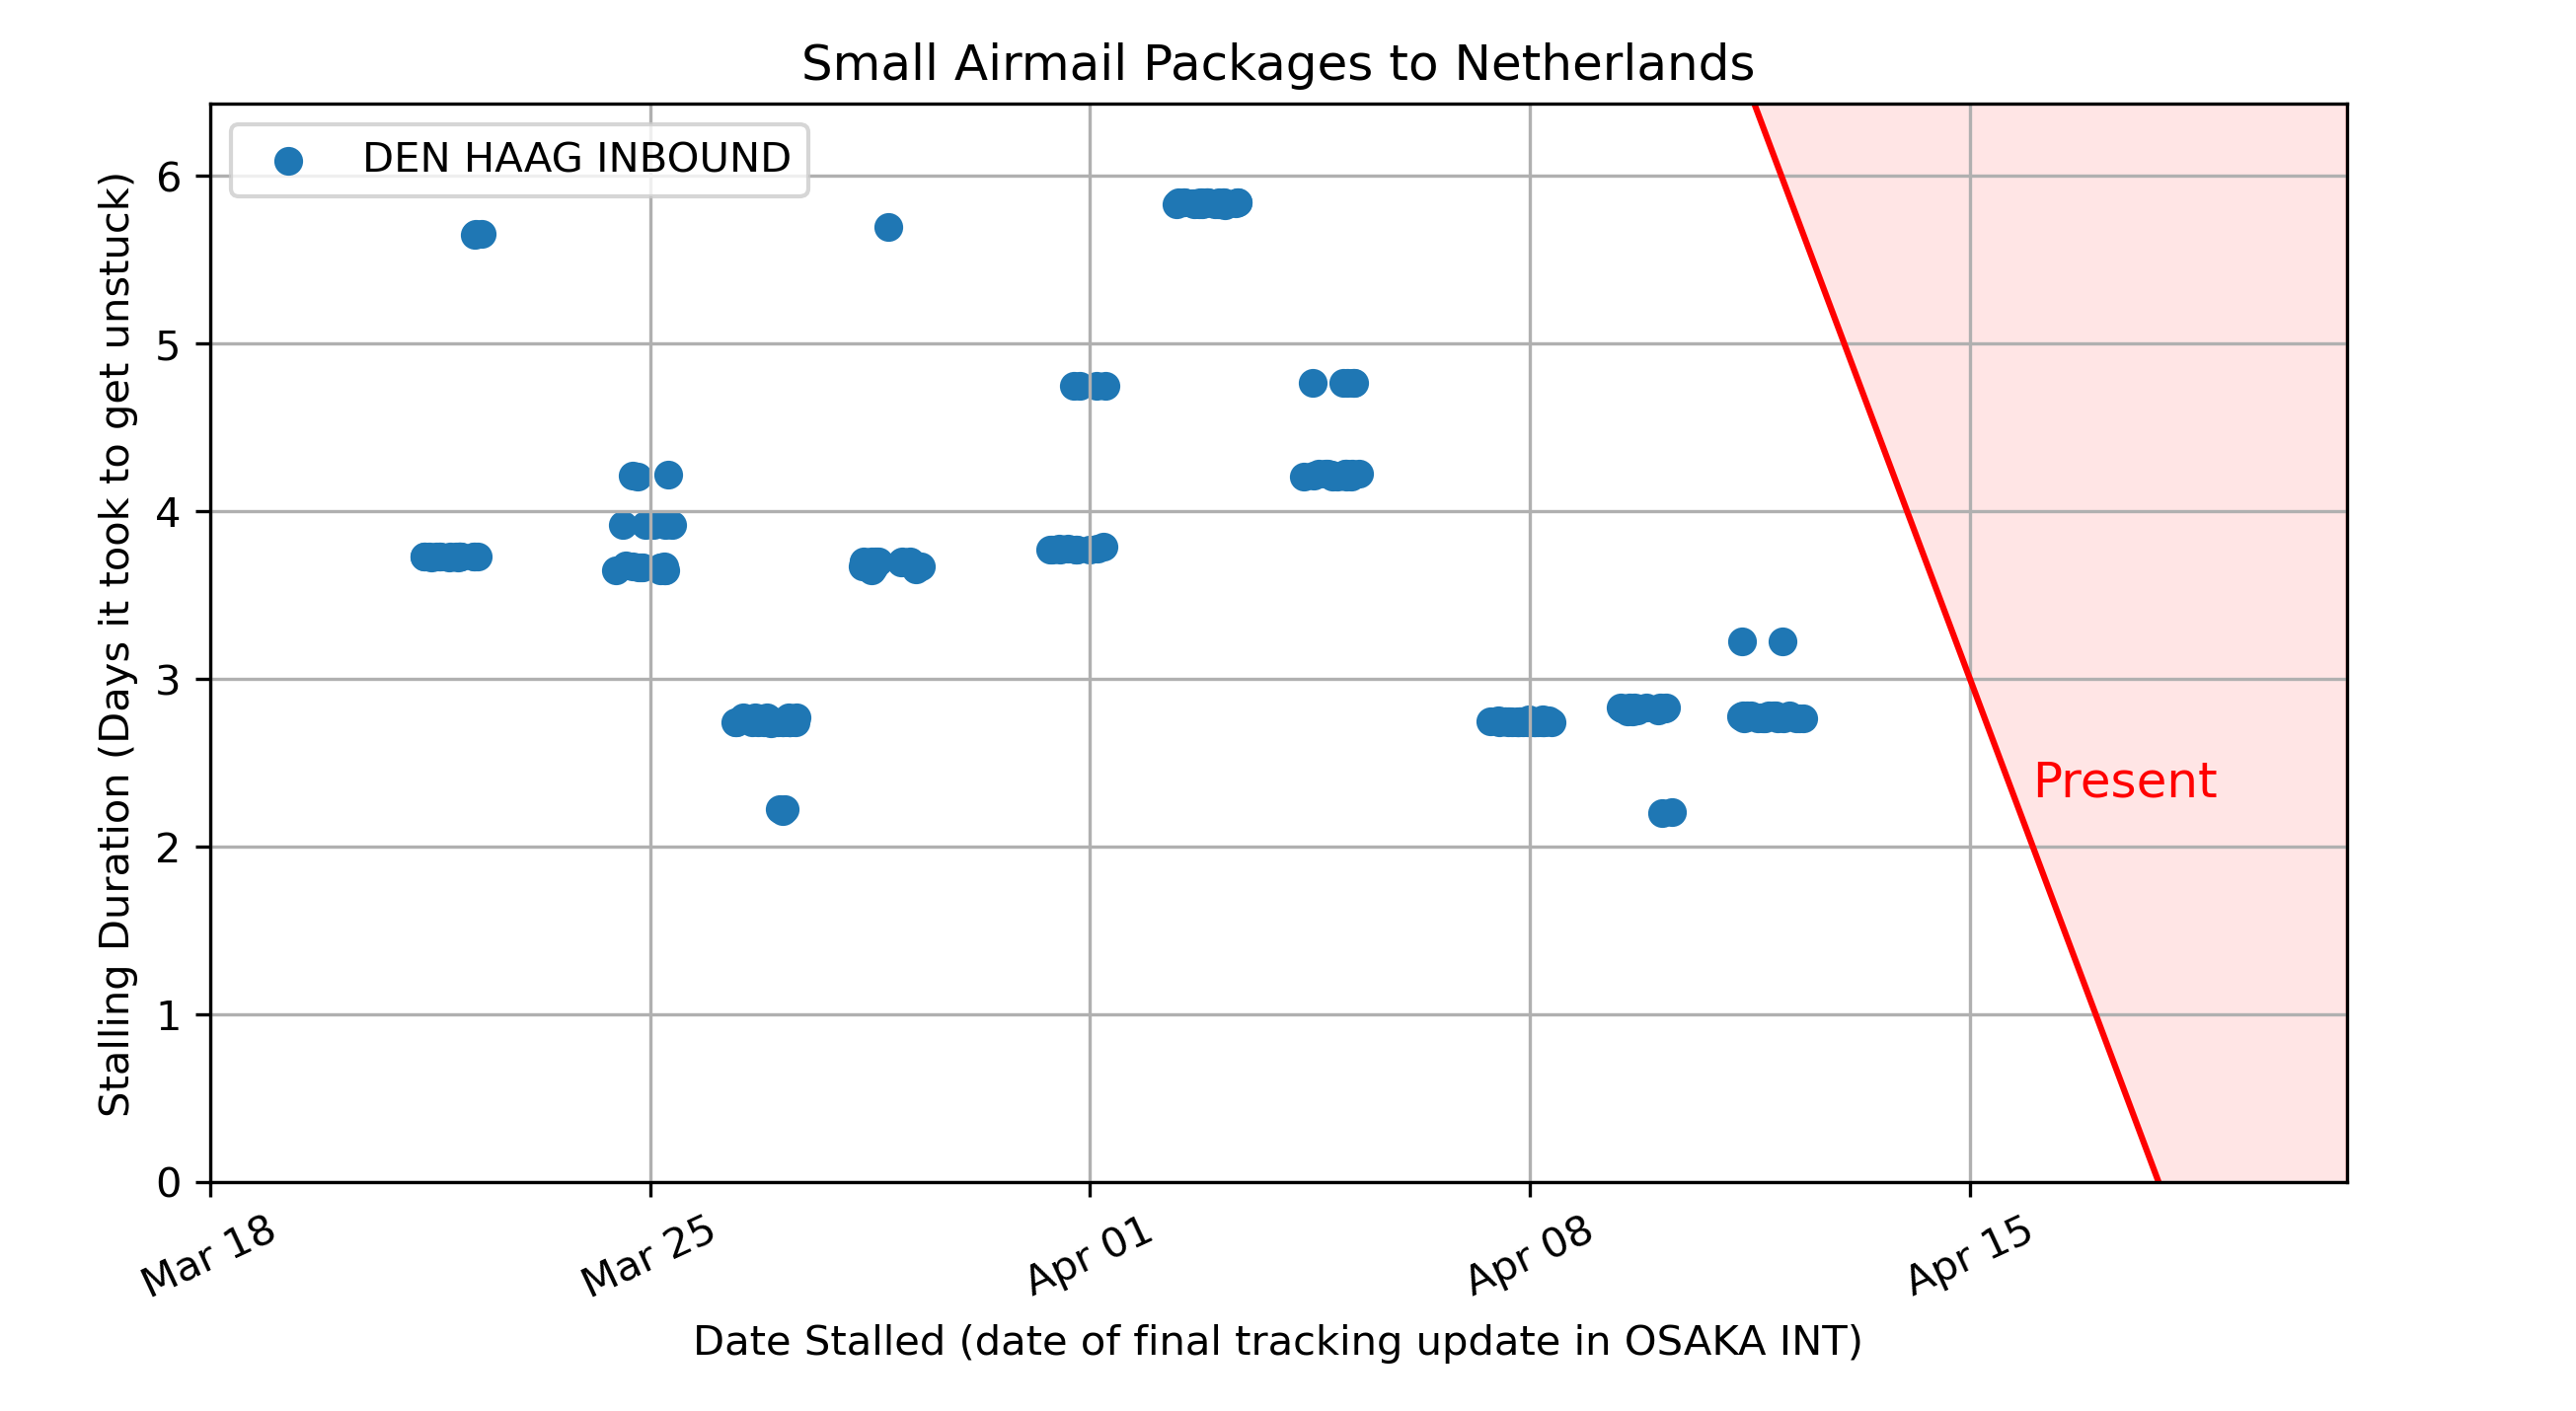 Small Airmail Packages to Netherlands
DEN HAAG INBOUND
Stalling Duration (Days it took to get unstuck)
6
5
4
3
2
1
0
Present
Mar 18
Mar 25
Apr 01
Apr 08
Apr 15
Date Stalled (date of final tracking update in OSAKA INT)